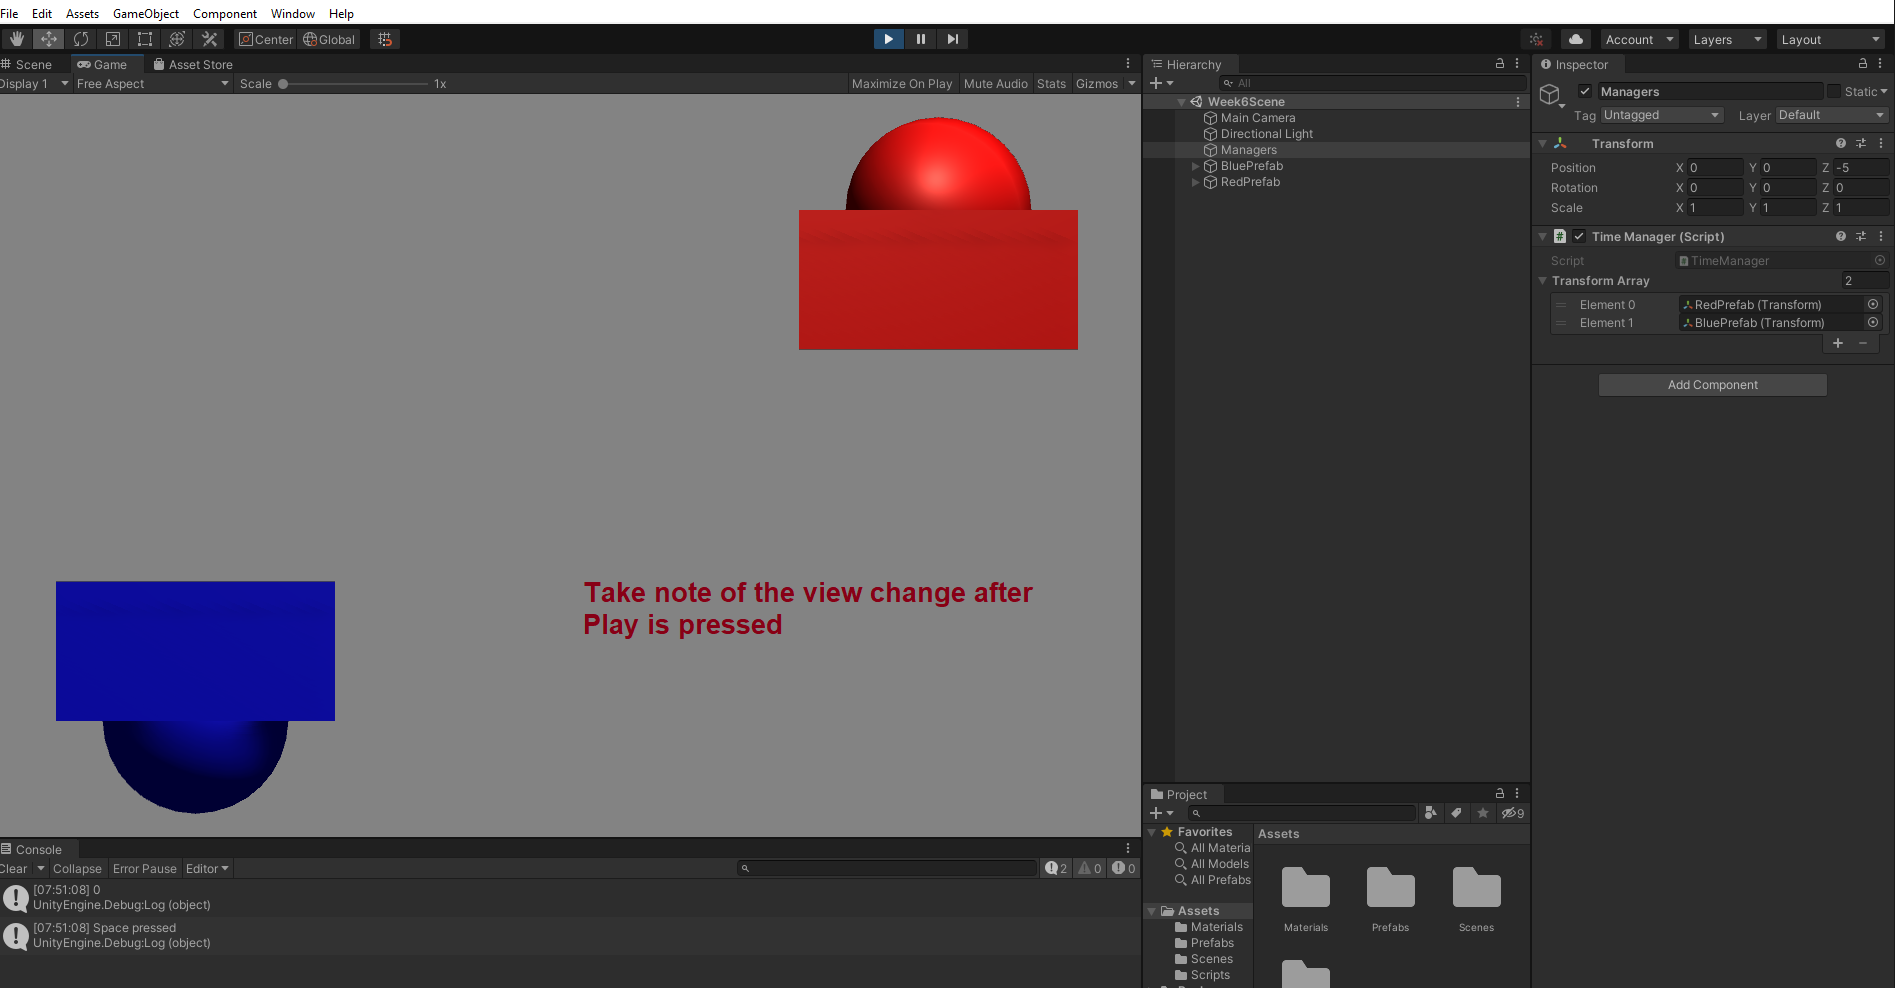 File Edit Assets GameObject Component Window Help
Center Global
Account Layers Layout
Scene Game Asset Store
Display 1 Free Aspect Scale 1x Maximize On Play Mute Audio Stats Gizmos
Take note of the view change after
Play is pressed
Console
Clear Collapse Error Pause Editor 2 0 0
[07:51:08] 0
UnityEngine.Debug:Log (object)
[07:51:08] Space pressed
UnityEngine.Debug:Log (object)
Hierarchy
All
Week6Scene
Main Camera
Directional Light
Managers
BluePrefab
RedPrefab
Project
9
Favorites
All Materia
All Models
All Prefabs
Assets
Materials
Prefabs
Scenes
Scripts
Assets
Materials Prefabs Scenes
Inspector
Managers Static
Tag Untagged Layer Default
Transform
Position X 0 Y 0 Z -5
Rotation X 0 Y 0 Z 0
Scale X 1 Y 1 Z 1
# Time Manager (Script)
Script TimeManager
Transform Array 2
Element 0 RedPrefab (Transform)
Element 1 BluePrefab (Transform)
Add Component